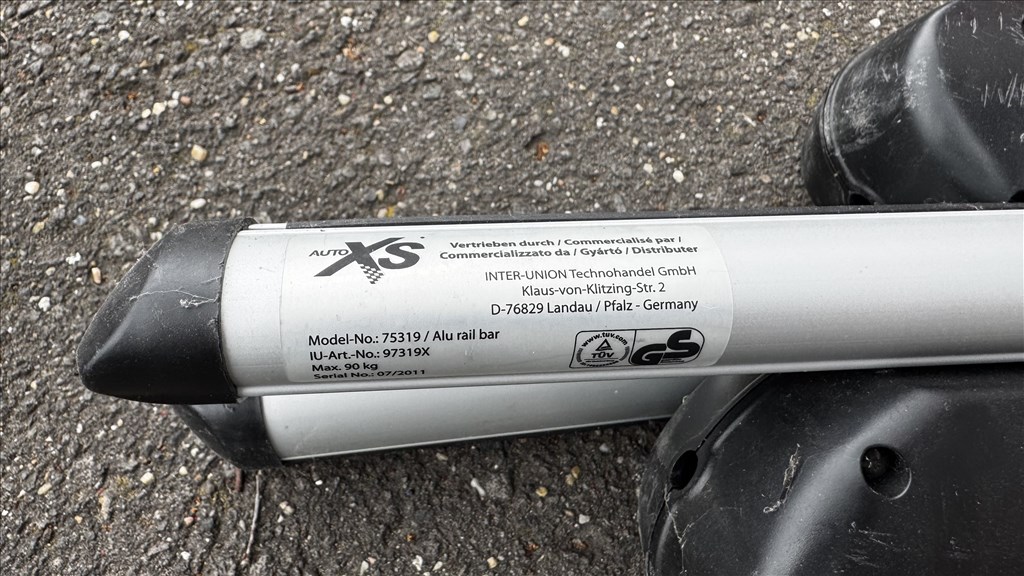 AUTO XS
Vertrieben durch / Commercialisé par /
Commercializzato da / Gyártó / Distributer
INTER-UNION Technohandel GmbH
Klaus-von-Klitzing-Str. 2
D-76829 Landau / Pfalz - Germany
Model-No.: 75319 / Alu rail bar
IU-Art.-No.: 97319X
Max. 90 kg
Serial No.: 07/2011
www.tuv.com
TÜV
GS